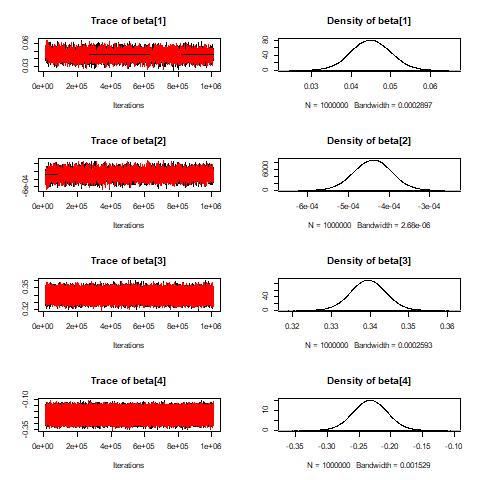 Trace of beta[1]
0.03 0.06
0e+00 2e+05 4e+05 6e+05 8e+05 1e+06
Iterations
Density of beta[1]
0 40 80
0.03 0.04 0.05 0.06
N = 1000000 Bandwidth = 0.0002897
Trace of beta[2]
-6e-04
0e+00 2e+05 4e+05 6e+05 8e+05 1e+06
Iterations
Density of beta[2]
0 6000
-6e-04 -5e-04 -4e-04 -3e-04
N = 1000000 Bandwidth = 2.68e-06
Trace of beta[3]
0.32 0.35
0e+00 2e+05 4e+05 6e+05 8e+05 1e+06
Iterations
Density of beta[3]
0 40
0.32 0.33 0.34 0.35 0.36
N = 1000000 Bandwidth = 0.0002593
Trace of beta[4]
-0.35 -0.10
0e+00 2e+05 4e+05 6e+05 8e+05 1e+06
Iterations
Density of beta[4]
0 10
-0.35 -0.30 -0.25 -0.20 -0.15 -0.10
N = 1000000 Bandwidth = 0.001529